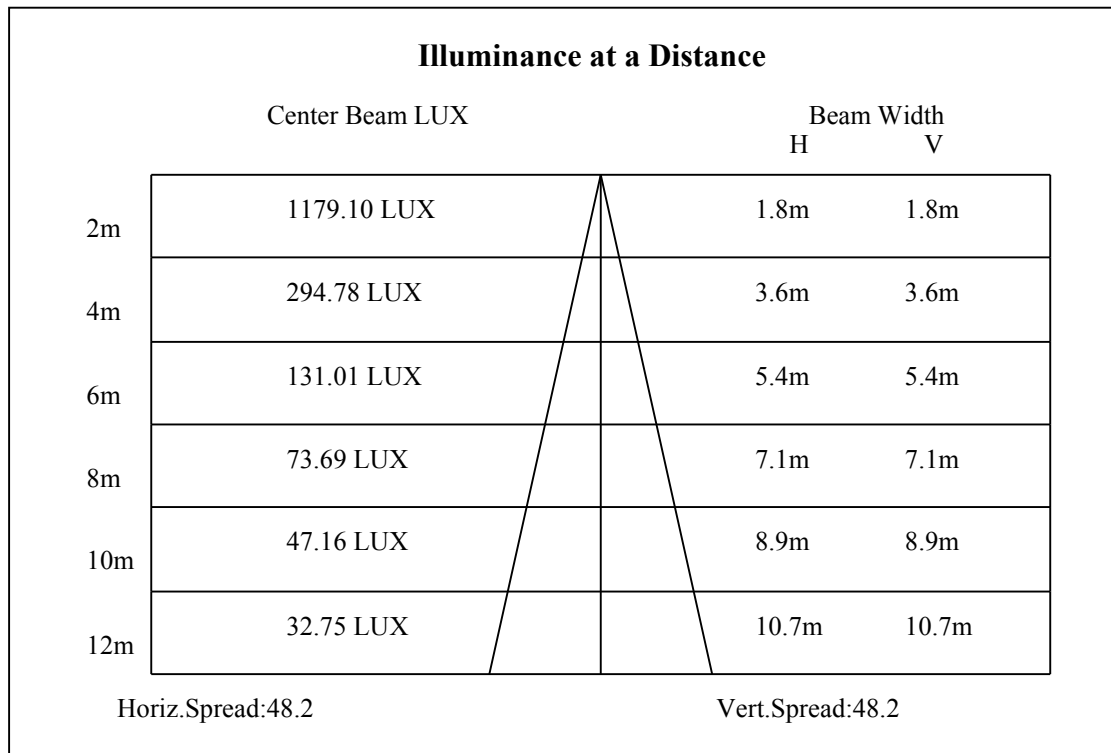 Illuminance at a Distance
Center Beam LUX Beam Width
H V
2m 1179.10 LUX 1.8m 1.8m
4m 294.78 LUX 3.6m 3.6m
6m 131.01 LUX 5.4m 5.4m
8m 73.69 LUX 7.1m 7.1m
10m 47.16 LUX 8.9m 8.9m
12m 32.75 LUX 10.7m 10.7m
Horiz.Spread:48.2 Vert.Spread:48.2